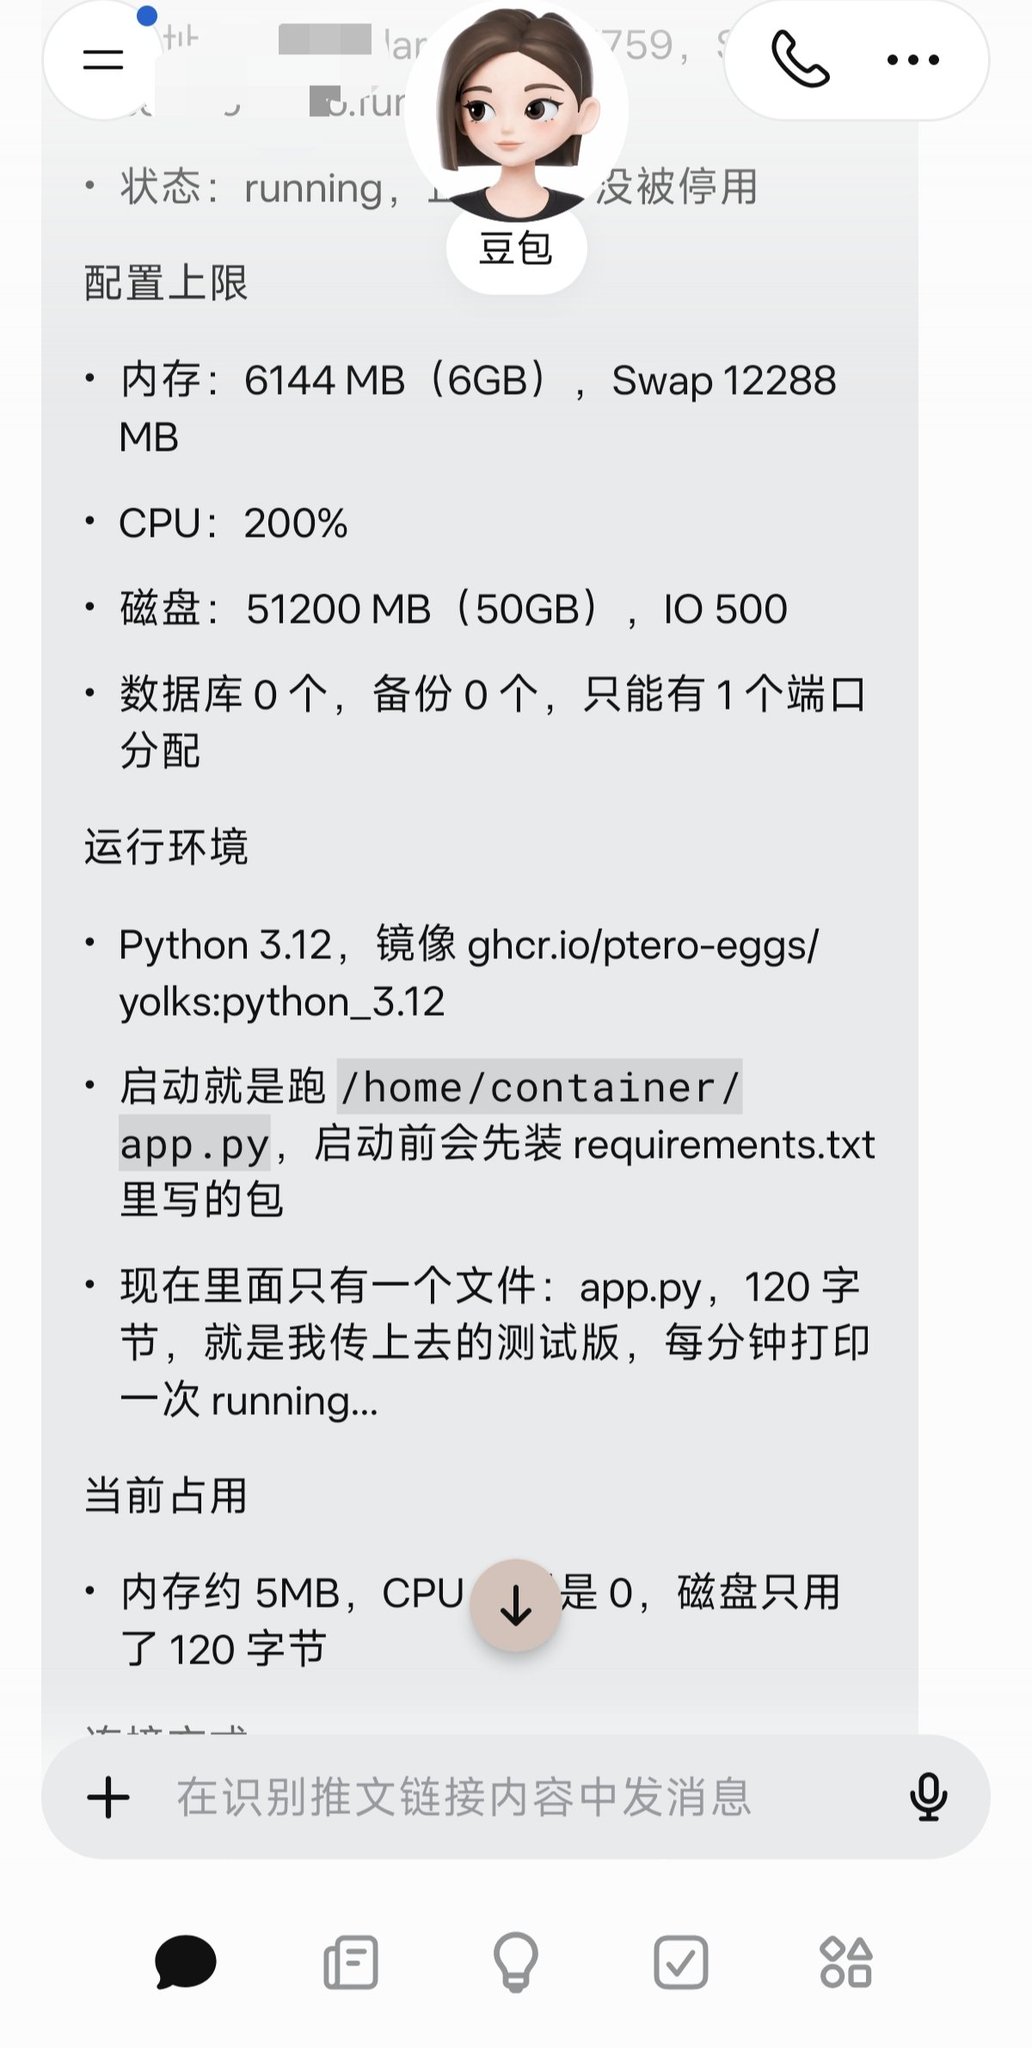 759,
状态：running，
没被停用
豆包
配置上限
• 内存：6144 MB（6GB），Swap 12288
MB
• CPU：200%
• 磁盘：51200 MB（50GB），IO 500
• 数据库 0 个，备份 0 个，只能有 1 个端口
分配
运行环境
• Python 3.12，镜像 ghcr.io/ptero-eggs/
yolks:python_3.12
• 启动就是跑 /home/container/
app.py，启动前会先装 requirements.txt
里写的包
• 现在里面只有一个文件：app.py，120 字
节，就是我传上去的测试版，每分钟打印
一次 running...
当前占用
• 内存约 5MB，CPU 是 0，磁盘只用
了 120 字节
在识别推文链接内容中发消息